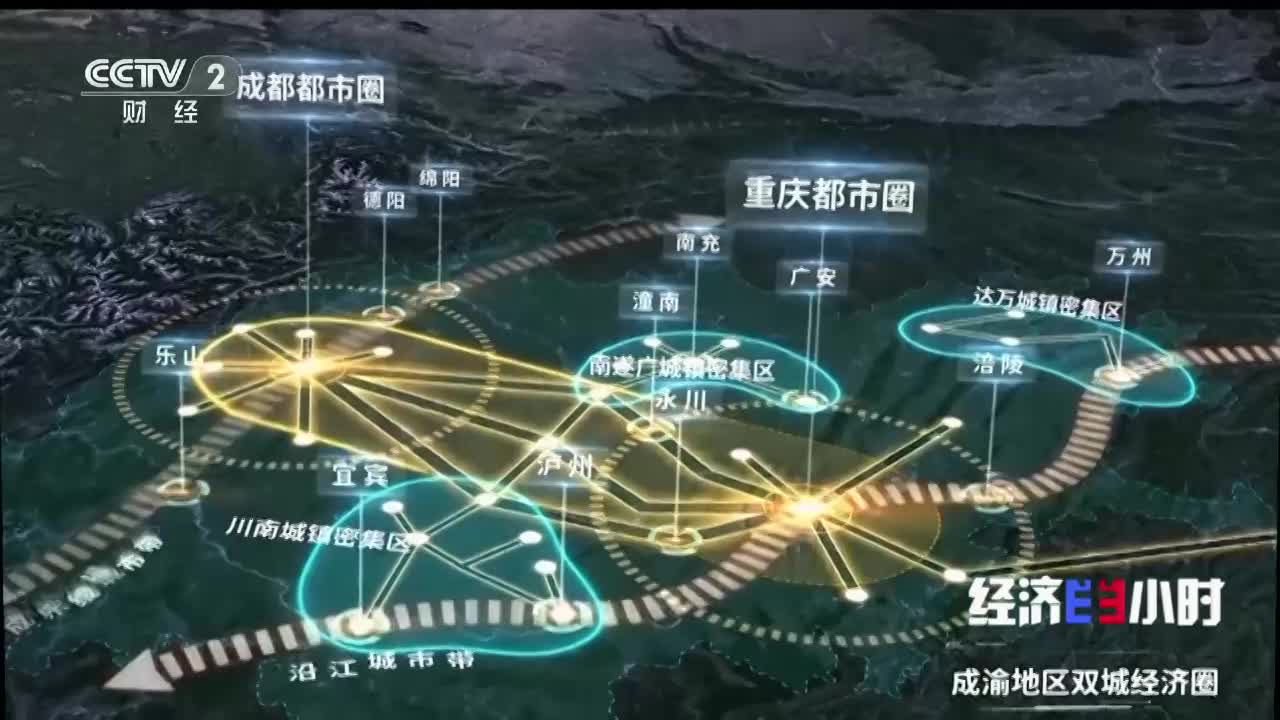 CCTV 2
财 经
成都都市圈
绵阳
德阳
重庆都市圈
南充
万州
广安
潼南
达万城镇密集区
乐山
南遂广城镇密集区
涪陵
永川
泸州
宜宾
川南城镇密集区
沿江城市带
经济半小时
成渝地区双城经济圈